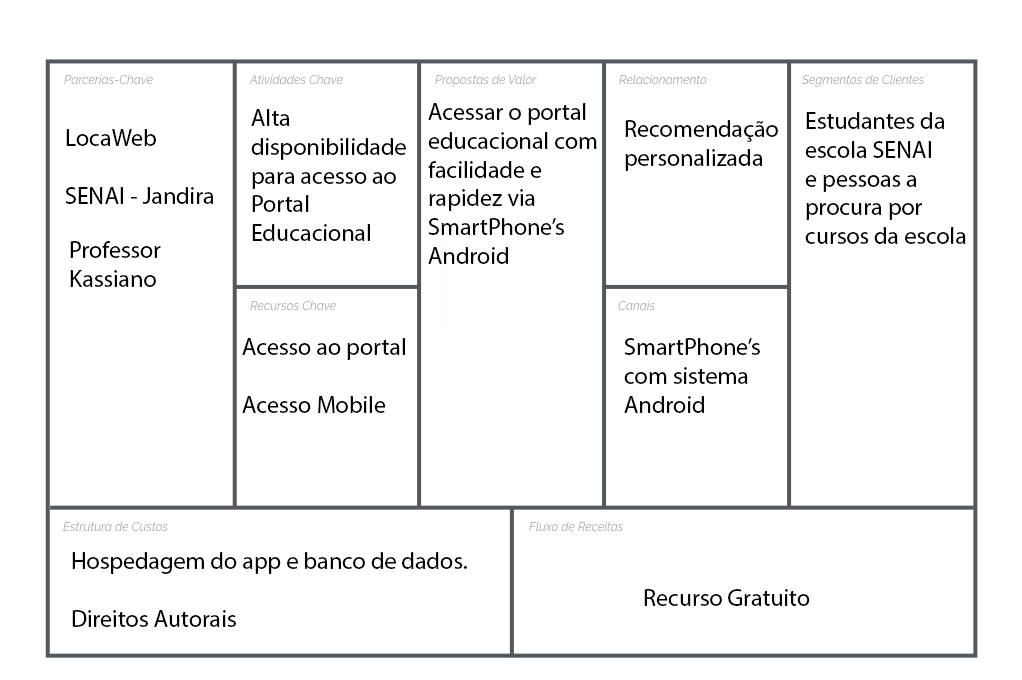 Parcerias-Chave
LocaWeb
SENAI - Jandira
Professor
Kassiano
Atividades Chave
Alta
disponibilidade
para acesso ao
Portal
Educacional
Recursos Chave
Acesso ao portal
Acesso Mobile
Propostas de Valor
Acessar o portal
educacional com
facilidade e
rapidez via
SmartPhone’s
Android
Relacionamento
Recomendação
personalizada
Canais
SmartPhone’s
com sistema
Android
Segmentos de Clientes
Estudantes da
escola SENAI
e pessoas a
procura por
cursos da escola
Estrutura de Custos
Hospedagem do app e banco de dados.
Direitos Autorais
Fluxo de Receitas
Recurso Gratuito